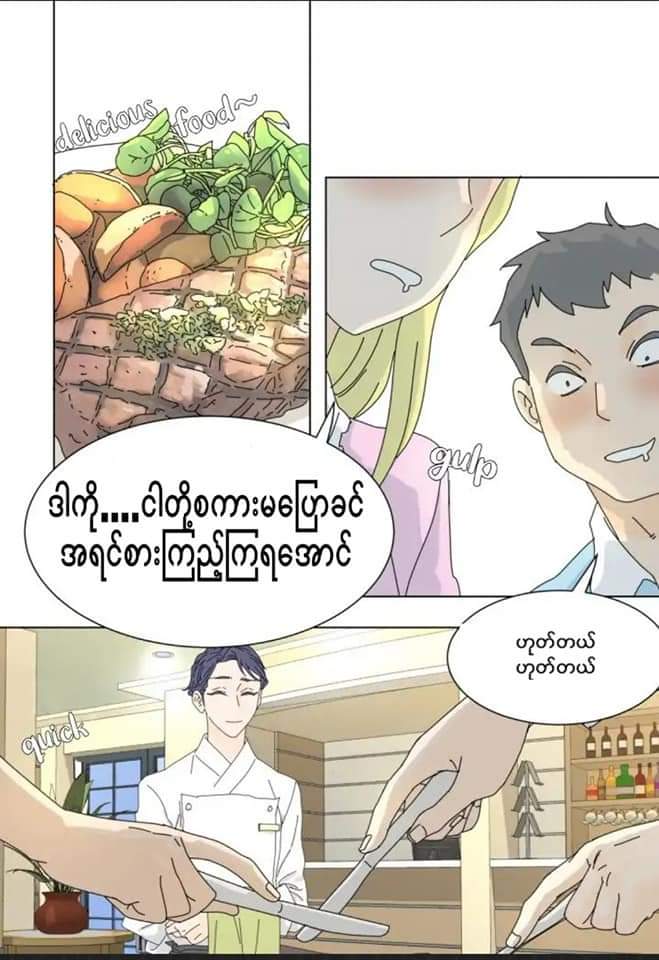 delicious food~
gulp
ဒါကို....ငါတို့စကားမပြောခင်
အရင်စားကြည့်ကြရအောင်
ဟုတ်တယ်
ဟုတ်တယ်
quick